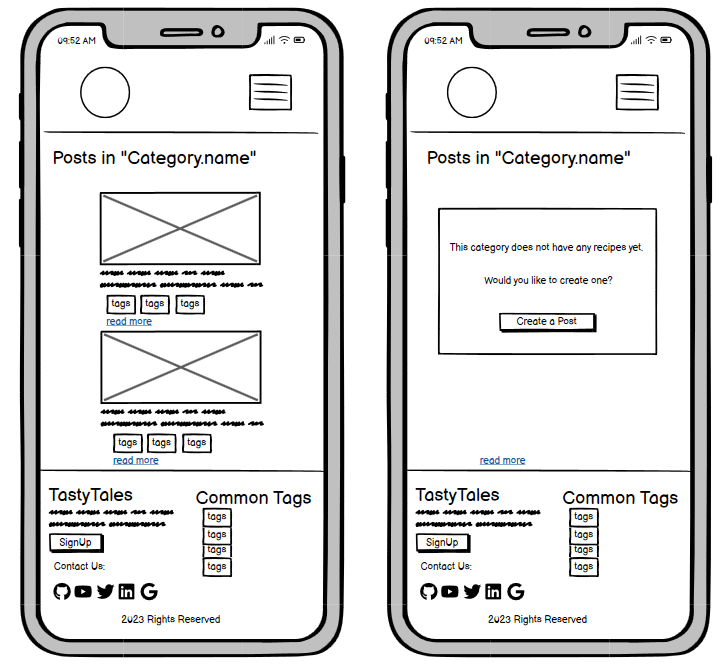 09:52 AM
Posts in "Category.name"
tags tags tags
read more
tags tags tags
read more
TastyTales
SignUp
Contact Us:
Common Tags
tags
tags
tags
tags
2023 Rights Reserved
09:52 AM
Posts in "Category.name"
This category does not have any recipes yet.
Would you like to create one?
Create a Post
read more
TastyTales
SignUp
Contact Us:
Common Tags
tags
tags
tags
tags
2023 Rights Reserved